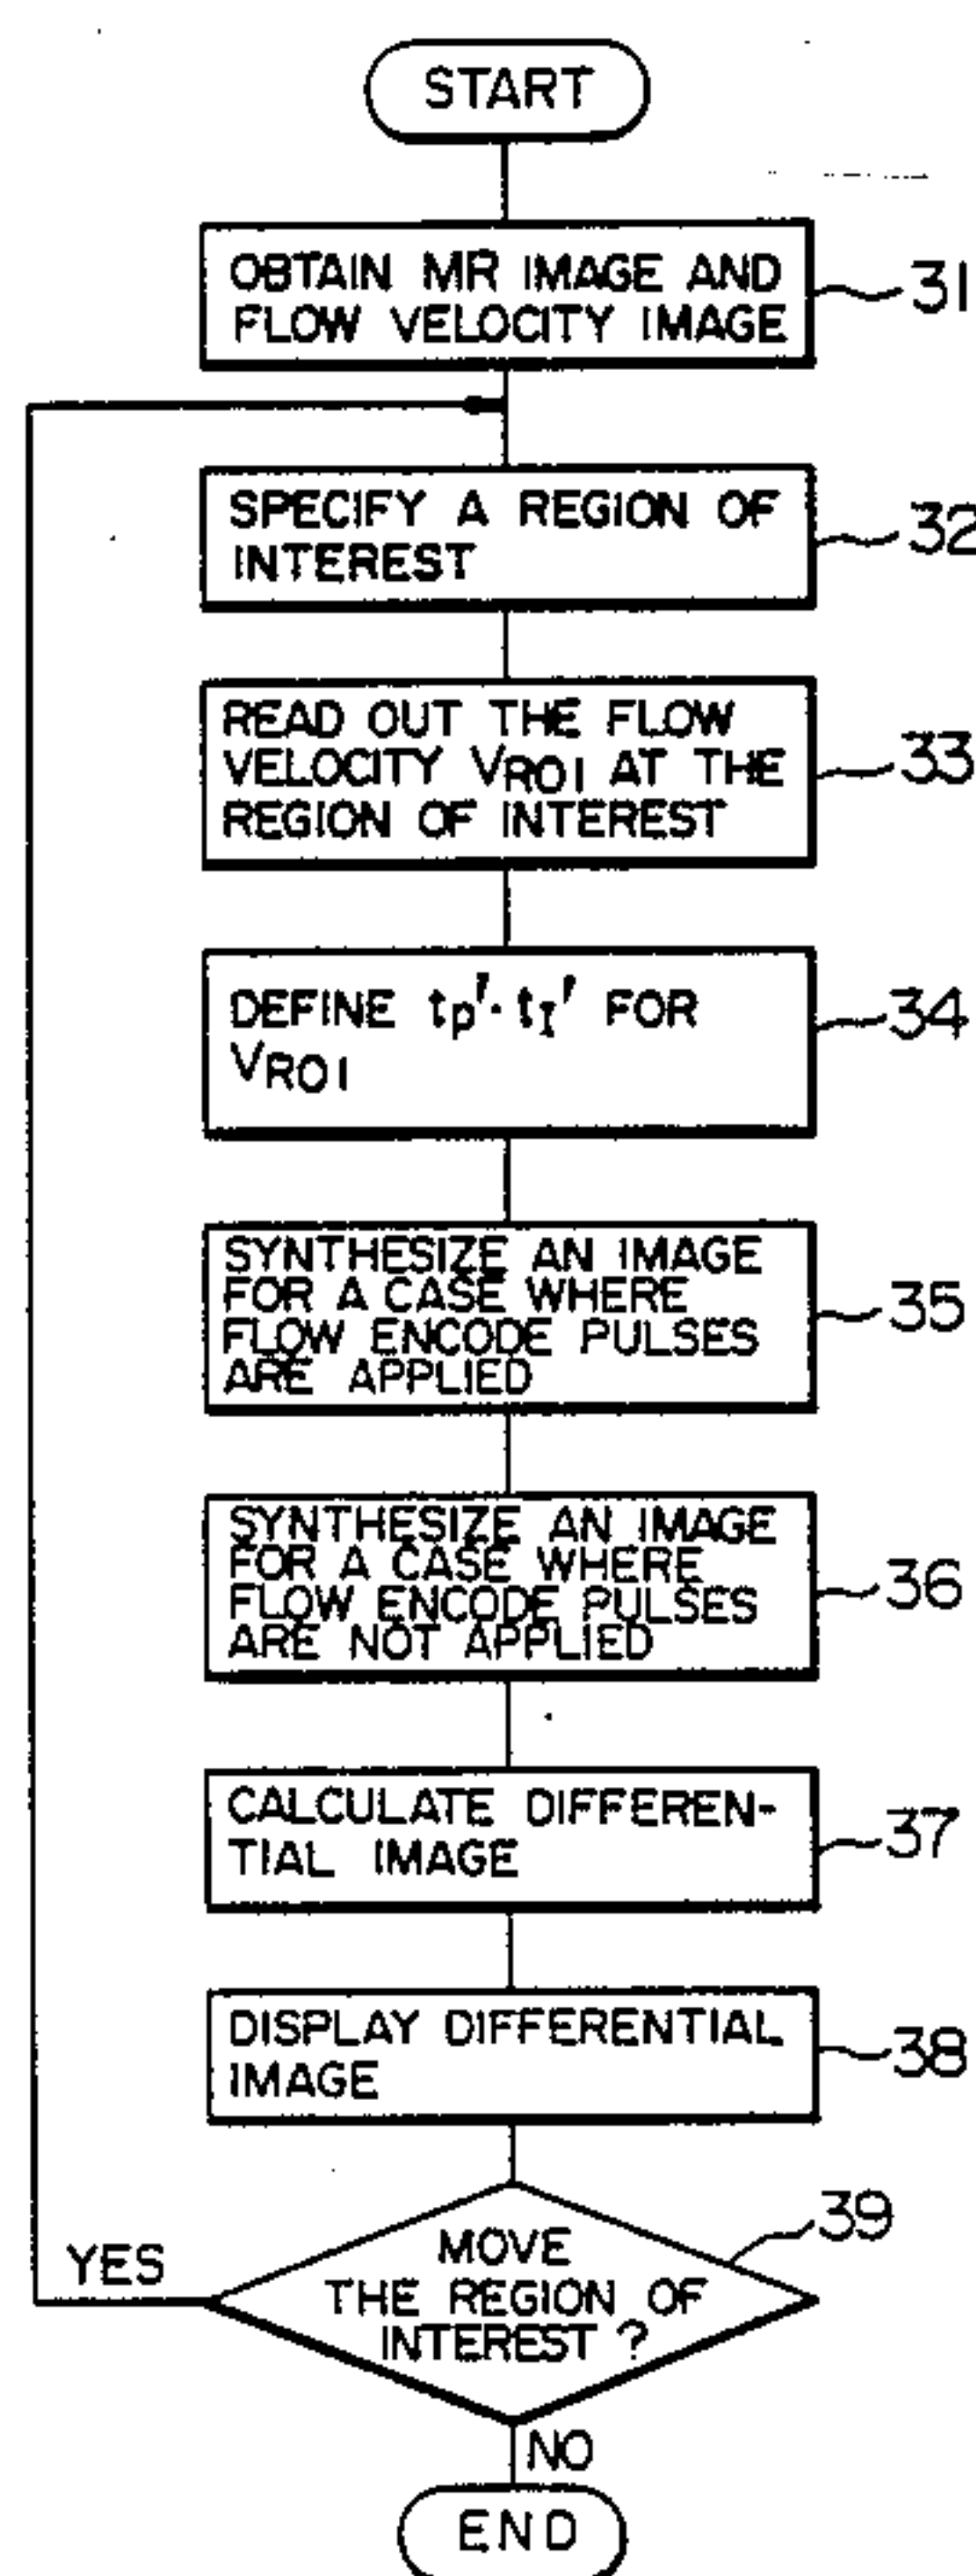 START
OBTAIN MR IMAGE AND
FLOW VELOCITY IMAGE
31
SPECIFY A REGION OF
INTEREST
32
READ OUT THE FLOW
VELOCITY VROI AT THE
REGION OF INTEREST
33
DEFINE tp'· tI' FOR
VROI
34
SYNTHESIZE AN IMAGE
FOR A CASE WHERE
FLOW ENCODE PULSES
ARE APPLIED
35
SYNTHESIZE AN IMAGE
FOR A CASE WHERE
FLOW ENCODE PULSES
ARE NOT APPLIED
36
CALCULATE DIFFEREN-
TIAL IMAGE
37
DISPLAY DIFFERENTIAL
IMAGE
38
MOVE
THE REGION OF
INTEREST ?
39
YES
NO
END